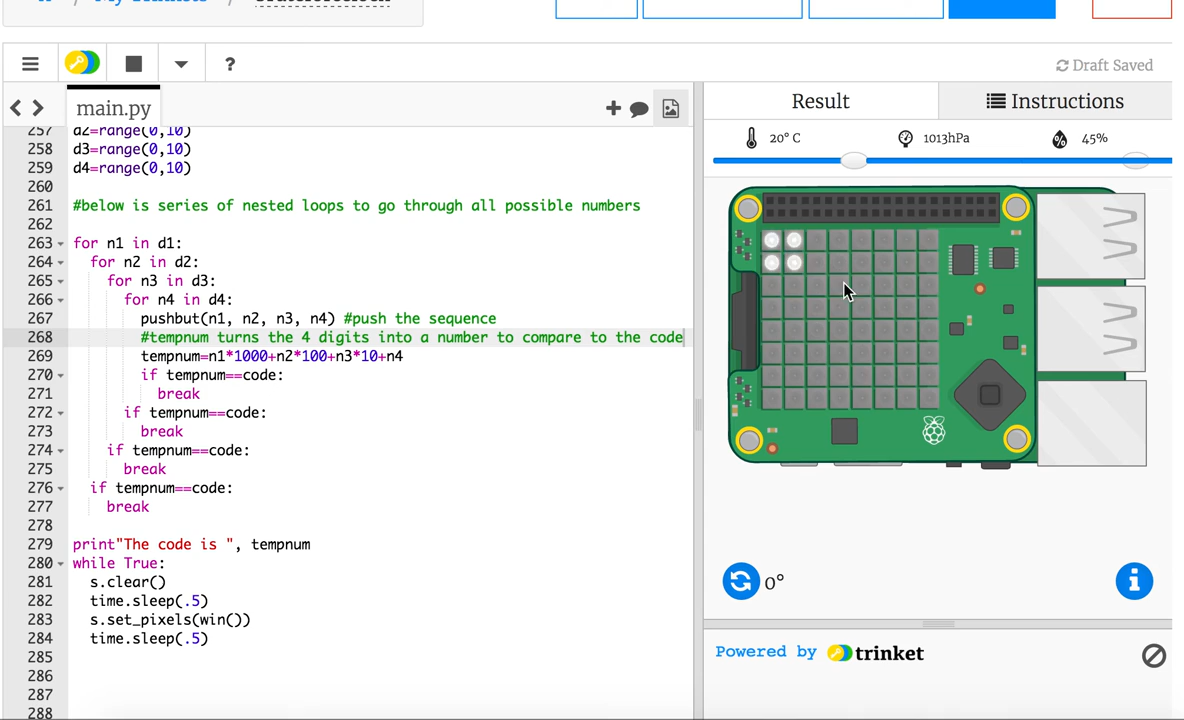 / My Trinkets /
?
Draft Saved
main.py
Result
Instructions
20° C
1013hPa
45%
257 d2=range(0,10)
258 d3=range(0,10)
259 d4=range(0,10)
260
261 #below is series of nested loops to go through all possible numbers
262
263 for n1 in d1:
264 for n2 in d2:
265 for n3 in d3:
266 for n4 in d4:
267 pushbut(n1, n2, n3, n4) #push the sequence
268 #tempnum turns the 4 digits into a number to compare to the code
269 tempnum=n1*1000+n2*100+n3*10+n4
270 if tempnum==code:
271 break
272 if tempnum==code:
273 break
274 if tempnum==code:
275 break
276 if tempnum==code:
277 break
278
279 print"The code is ", tempnum
280 while True:
281 s.clear()
282 time.sleep(.5)
283 s.set_pixels(win())
284 time.sleep(.5)
285
286
287
288
0°
Powered by trinket